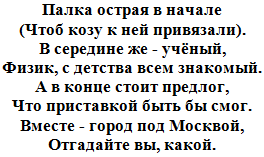 Палка острая в начале
(Чтоб козу к ней привязали).
В середине же - учёный,
Физик, с детства всем знакомый.
А в конце стоит предлог,
Что приставкой быть бы смог.
Вместе - город под Москвой,
Отгадайте вы, какой.